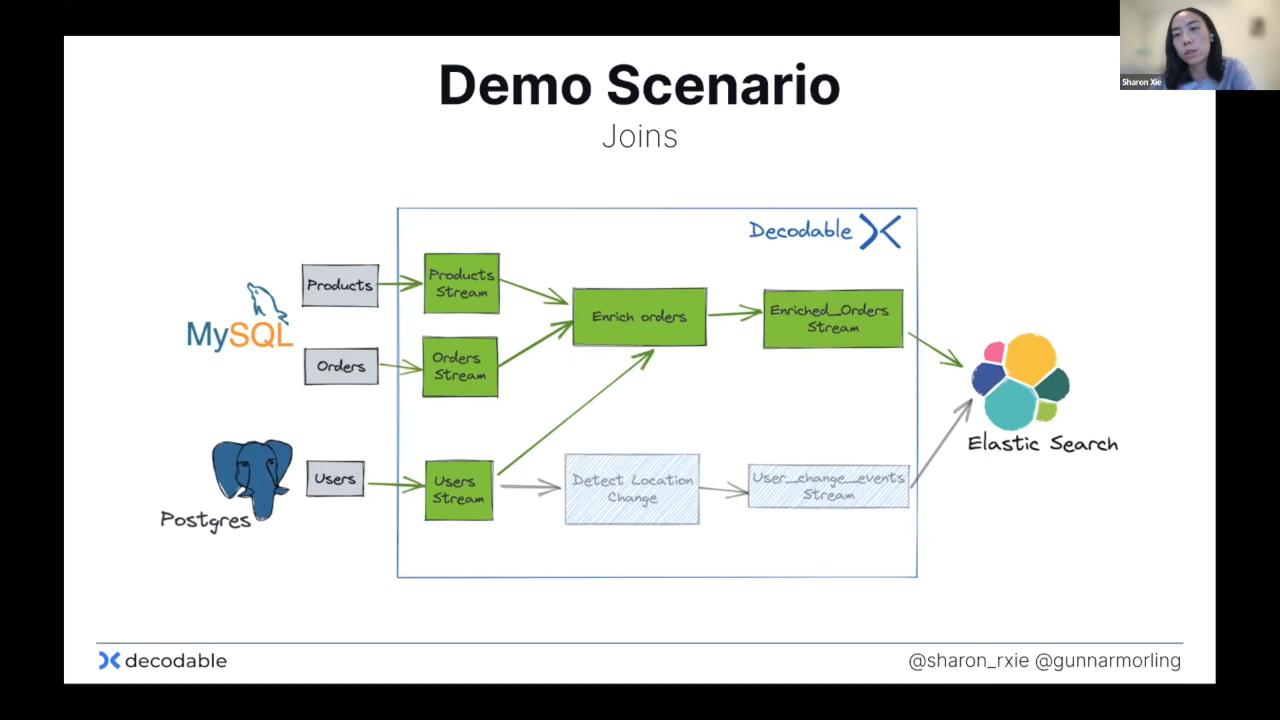 Sharon Xie
Demo Scenario
Joins
Decodable
Products
Products
Stream
Enrich orders
Enriched_Orders
Stream
MySQL
Orders
Orders
Stream
Elastic Search
Postgres
Users
Users
Stream
Detect Location
Change
User_change_events
Stream
decodable
@sharon_rxie @gunnarmorling